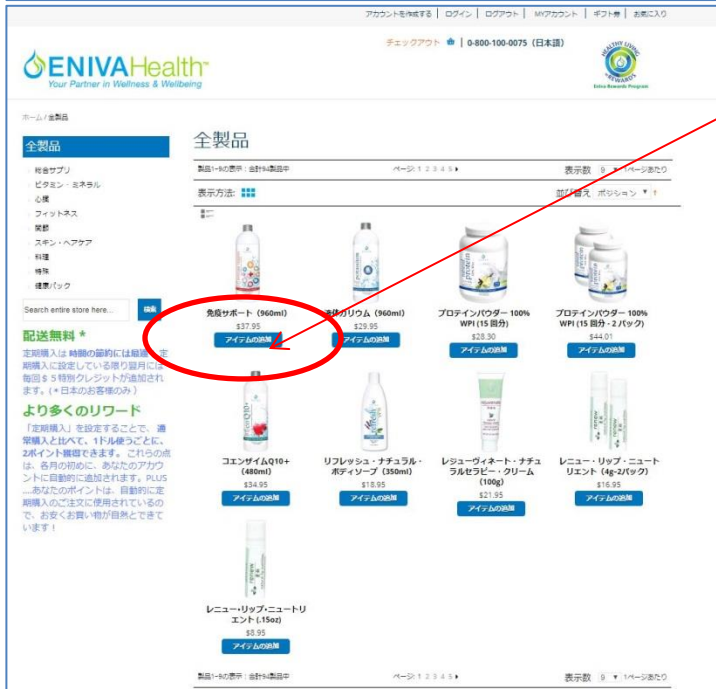 アカウントを作成する | ログイン | ログアウト | MYアカウント | ギフト券 | お気に入り
チェックアウト | 0-800-100-0075 (日本語)
ENIVAHealth
Your Partner in Wellness & Wellbeing
HEALTHY LIVING
REWARDS
Eniva Rewards Program
ホーム / 全製品
全製品
総合サプリ
ビタミン・ミネラル
心臓
フィットネス
関節
スキン・ヘアケア
料理
特殊
健康パック
Search entire store here...
検索
配送無料 *
定期購入は 時間の節約には最適
期購入に設定している限り翌月には
毎回$5特別クレジットが追加され
ます。(*日本のお客様のみ)
より多くのリワード
「定期購入」を設定することで、 通
常購入と比べて、1ドル使うごとに、
2ポイント獲得できます。 これらの点
は、各月の初めに、あなたのアカウ
ントに自動的に追加されます。PLUS
....あなたのポイントは、自動的に定
期購入のご注文に使用されているの
で、お安くお買い物が自然とできて
います!
全製品
製品1-9の表示:合計94製品中
ページ: 1 2 3 4 5
表示数 9 1ページあたり
表示方法:
並び替え ポジション
免疫サポート (960ml)
$37.95
アイテムの追加
液体カリウム (960ml)
$29.95
アイテムの追加
プロテインパウダー 100%
WPI (15 回分)
$28.30
アイテムの追加
プロテインパウダー 100%
WPI (15 回分・2 パック)
$44.01
アイテムの追加
コエンザイムQ10+
(480ml)
$34.95
アイテムの追加
リフレッシュ・ナチュラル・
ボディソープ (350ml)
$18.95
アイテムの追加
レジューヴィネート・ナチュ
ラルセラピー・クリーム
(100g)
$21.95
アイテムの追加
レニュー・リップ・ニュート
リエント (4g-2パック)
$16.95
アイテムの追加
レニュー・リップ・ニュートリ
エント (.15oz)
$8.95
アイテムの追加
製品1-9の表示:合計94製品中
ページ: 1 2 3 4 5
表示数 9 1ページあたり